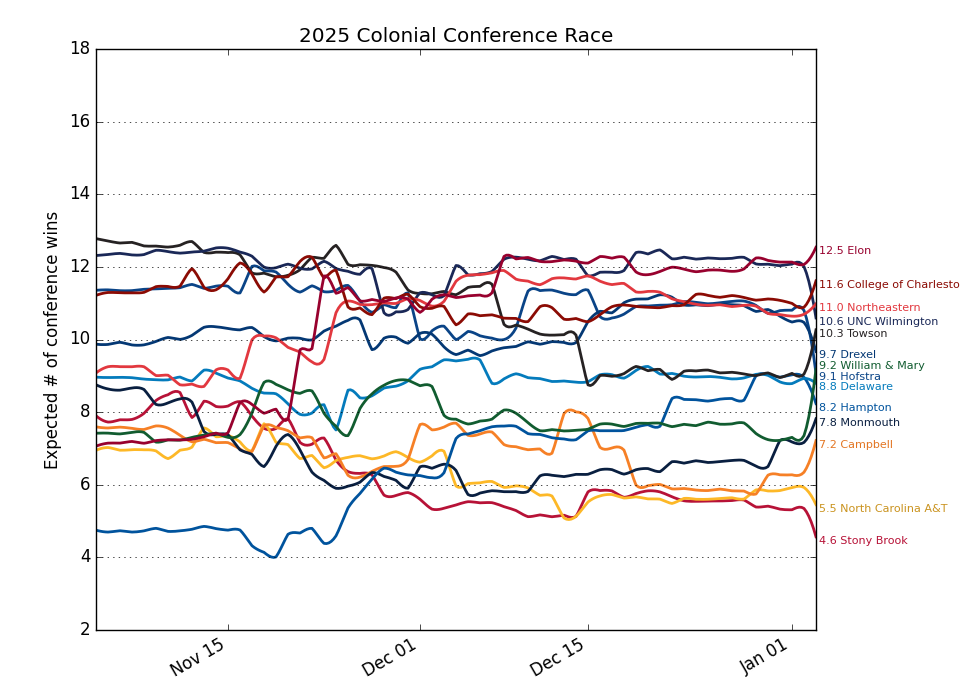 2025 Colonial Conference Race
Expected # of conference wins
18
16
14
12
10
8
6
4
2
Nov 15
Dec 01
Dec 15
Jan 01
12.5 Elon
11.6 College of Charlesto
11.0 Northeastern
10.6 UNC Wilmington
10.3 Towson
9.7 Drexel
9.2 William & Mary
9.1 Hofstra
8.8 Delaware
8.2 Hampton
7.8 Monmouth
7.2 Campbell
5.5 North Carolina A&T
4.6 Stony Brook